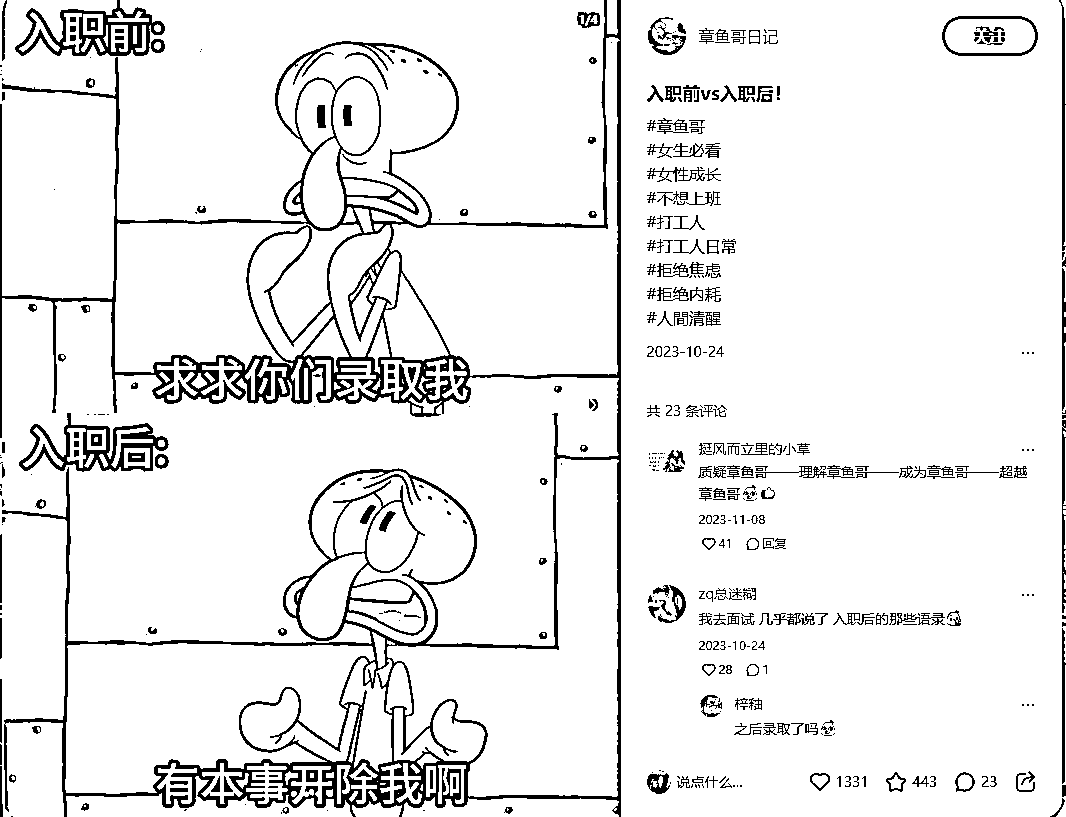 入职前:
1/4
求求你们录取我
入职后:
有本事开除我啊
章鱼哥日记
关注
入职前vs入职后!
#章鱼哥
#女生必看
#女性成长
#不想上班
#打工人
#打工人日常
#拒绝焦虑
#拒绝内耗
#人間清醒
2023-10-24
共 23 条评论
挺风而立里的小草
质疑章鱼哥——理解章鱼哥——成为章鱼哥——超越
章鱼哥
2023-11-08
41 回复
zq总迷糊
我去面试 几乎都说了 入职后的那些语录
2023-10-24
28 1
梓秞
之后录取了吗
说点什么... 1331 443 23